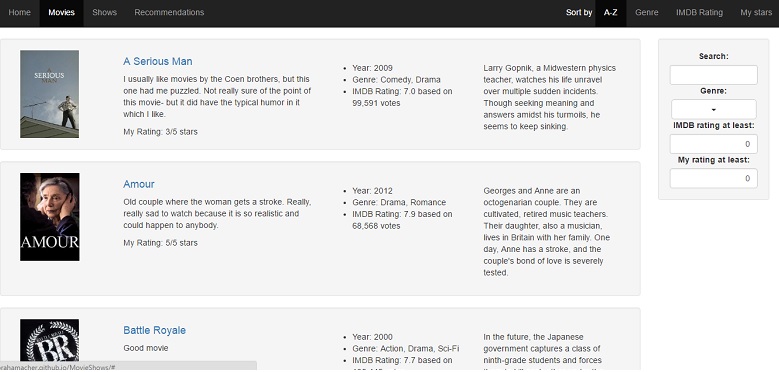 Home Movies Shows Recommendations Sort by A-Z Genre IMDB Rating My stars
A SERIOUS MAN
A Serious Man
I usually like movies by the Coen brothers, but this
one had me puzzled. Not really sure of the point of
this movie- but it did have the typical humor in it
which I like.
My Rating: 3/5 stars
Year: 2009
Genre: Comedy, Drama
IMDB Rating: 7.0 based on
99,591 votes
Larry Gopnik, a Midwestern physics
teacher, watches his life unravel
over multiple sudden incidents.
Though seeking meaning and
answers amidst his turmoils, he
seems to keep sinking.
Search:
Genre:
IMDB rating at least:
0
My rating at least:
0
AMOUR
Amour
Old couple where the woman gets a stroke. Really,
really sad to watch because it is so realistic and
could happen to anybody.
My Rating: 5/5 stars
Year: 2012
Genre: Drama, Romance
IMDB Rating: 7.9 based on
68,568 votes
Georges and Anne are an
octogenarian couple. They are
cultivated, retired music teachers.
Their daughter, also a musician,
lives in Britain with her family. One
day, Anne has a stroke, and the
couple's bond of love is severely
tested.
BR
Battle Royale
Good movie
Year: 2000
Genre: Action, Drama, Sci-Fi
IMDB Rating: 7.7 based on
In the future, the Japanese
government captures a class of
ninth-grade students and forces
rahamacher.github.io/MovieShows/#